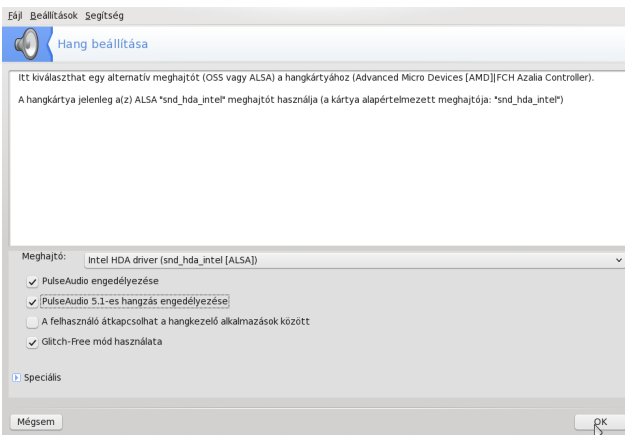 Fájl Beállítások Segítség
Hang beállítása
Itt kiválaszthat egy alternatív meghajtót (OSS vagy ALSA) a hangkártyához (Advanced Micro Devices [AMD]|FCH Azalia Controller).
A hangkártya jelenleg a(z) ALSA "snd_hda_intel" meghajtót használja (a kártya alapértelmezett meghajtója: "snd_hda_intel")
Meghajtó: Intel HDA driver (snd_hda_intel [ALSA])
PulseAudio engedélyezése
PulseAudio 5.1-es hangzás engedélyezése
A felhasználó átkapcsolhat a hangkezelő alkalmazások között
Glitch-Free mód használata
Speciális
Mégsem OK